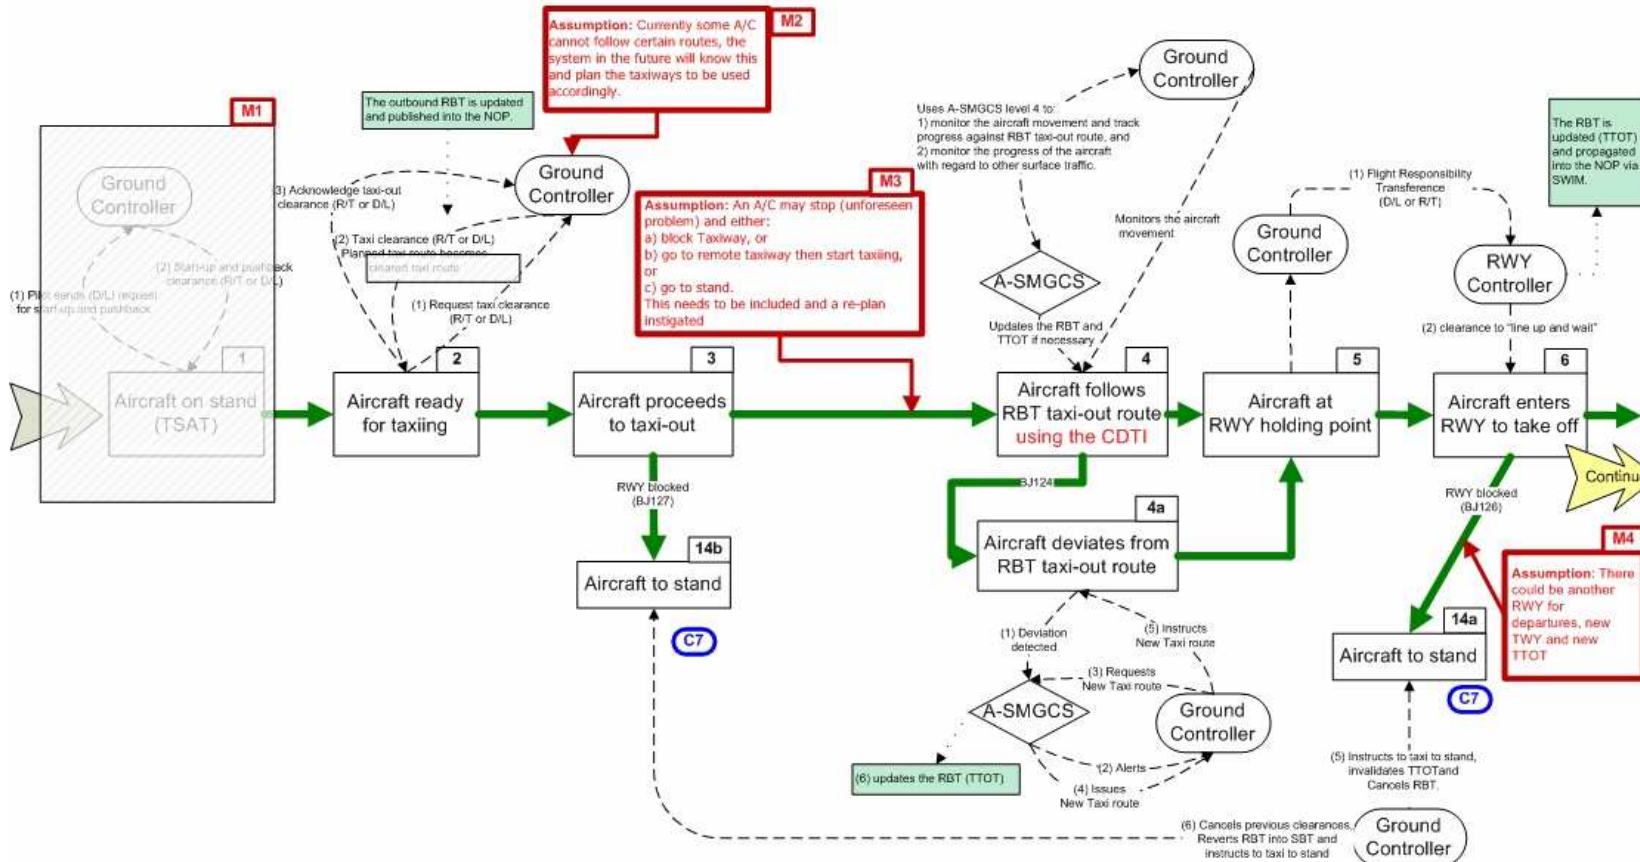 M1
Ground
Controller
(2) Start-up and pushback
clearance (R/T or D/L)
(1) Pilot sends (D/L) request
for start-up and pushback
1
Aircraft on stand
(TSAT)
The outbound RBT is updated
and published into the NOP.
M2
Assumption: Currently some A/C
cannot follow certain routes, the
system in the future will know this
and plan the taxiways to be used
accordingly.
Ground
Controller
3) Acknowledge taxi-out
clearance (R/T or D/L)
(2) Taxi clearance (R/T or D/L)
Planned taxi route becomes
cleared taxi route
(1) Request taxi clearance
(R/T or D/L)
2
Aircraft ready
for taxiing
3
Aircraft proceeds
to taxi-out
RWY blocked
(BJ127)
14b
Aircraft to stand
C7
M3
Assumption: An A/C may stop (unforeseen
problem) and either:
a) block Taxiway, or
b) go to remote taxiway then start taxiing,
or
c) go to stand.
This needs to be included and a re-plan
instigated
Ground
Controller
Uses A-SMGCS level 4 to:
1) monitor the aircraft movement and track
progress against RBT taxi-out route, and
2) monitor the progress of the aircraft
with regard to other surface traffic.
Monitors the aircraft
movement
A-SMGCS
Updates the RBT and
TTOT if necessary
4
Aircraft follows
RBT taxi-out route
using the CDTI
BJ124
4a
Aircraft deviates from
RBT taxi-out route
(1) Deviation
detected
(5) Instructs
New Taxi route
(3) Requests
New Taxi route
A-SMGCS
Ground
Controller
(2) Alerts
(4) Issues
New Taxi route
(6) updates the RBT (TTOT)
(1) Flight Responsibility
Transference
(D/L or R/T)
Ground
Controller
RWY
Controller
The RBT is
updated (TTOT)
and propagated
into the NOP via
SWIM.
(2) clearance to "line up and wait"
5
Aircraft at
RWY holding point
6
Aircraft enters
RWY to take off
Continu
RWY blocked
(BJ126)
M4
Assumption: There
could be another
RWY for
departures, new
TWY and new
TTOT
14a
Aircraft to stand
C7
(5) Instructs to taxi to stand,
invalidates TTOTand
Cancels RBT.
Ground
Controller
(6) Cancels previous clearances,
Reverts RBT into SBT and
instructs to taxi to stand